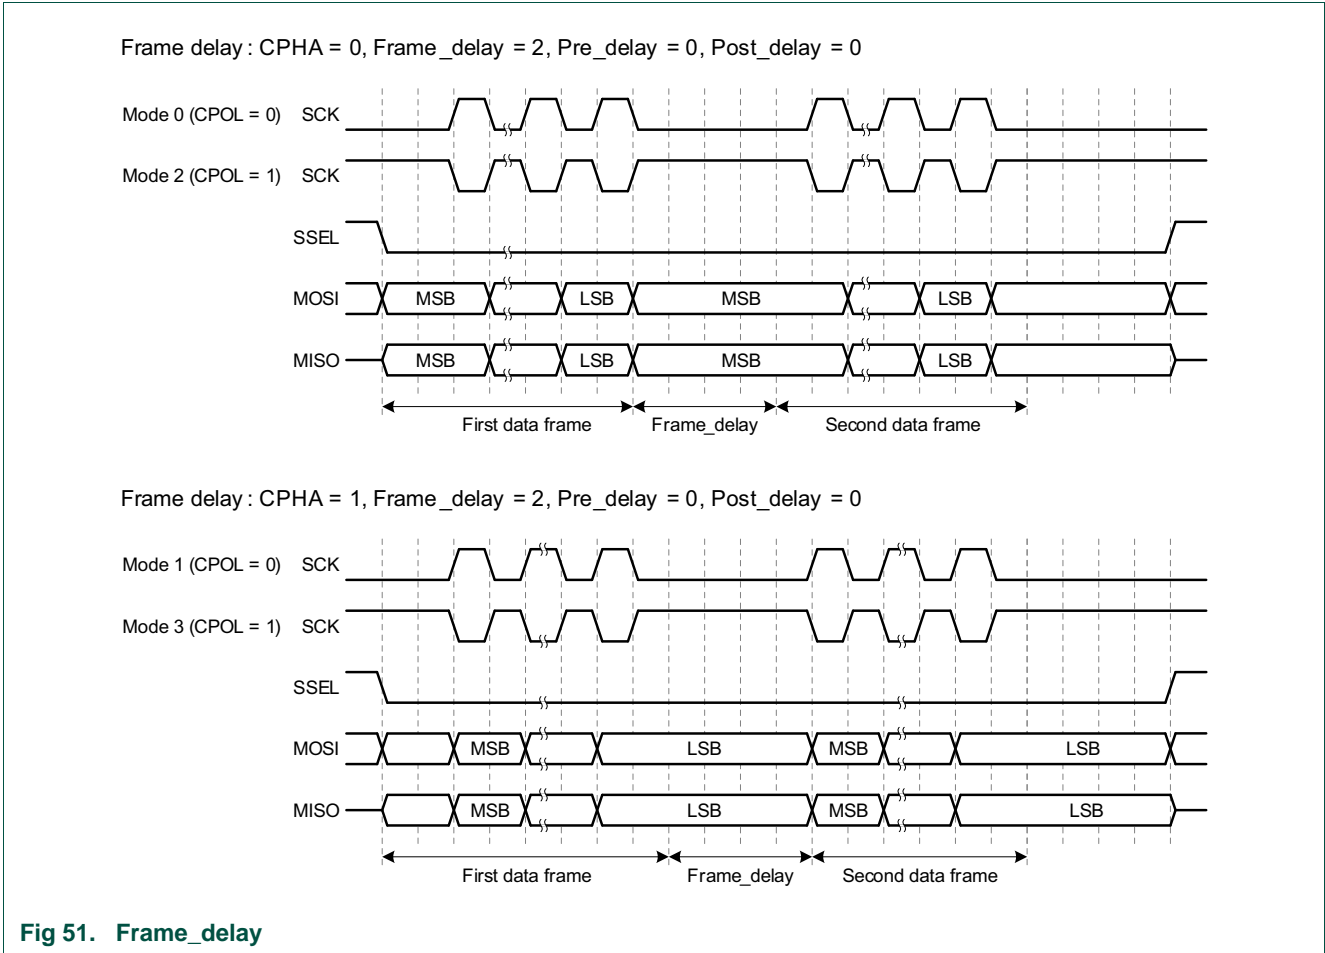 Frame delay : CPHA = 0, Frame_delay = 2, Pre_delay = 0, Post_delay = 0
Mode 0 (CPOL = 0) SCK
Mode 2 (CPOL = 1) SCK
SSEL
MOSI MSB LSB MSB LSB
MISO MSB LSB MSB LSB
First data frame Frame_delay Second data frame
Frame delay : CPHA = 1, Frame_delay = 2, Pre_delay = 0, Post_delay = 0
Mode 1 (CPOL = 0) SCK
Mode 3 (CPOL = 1) SCK
SSEL
MOSI MSB LSB MSB LSB
MISO MSB LSB MSB LSB
First data frame Frame_delay Second data frame
Fig 51. Frame_delay